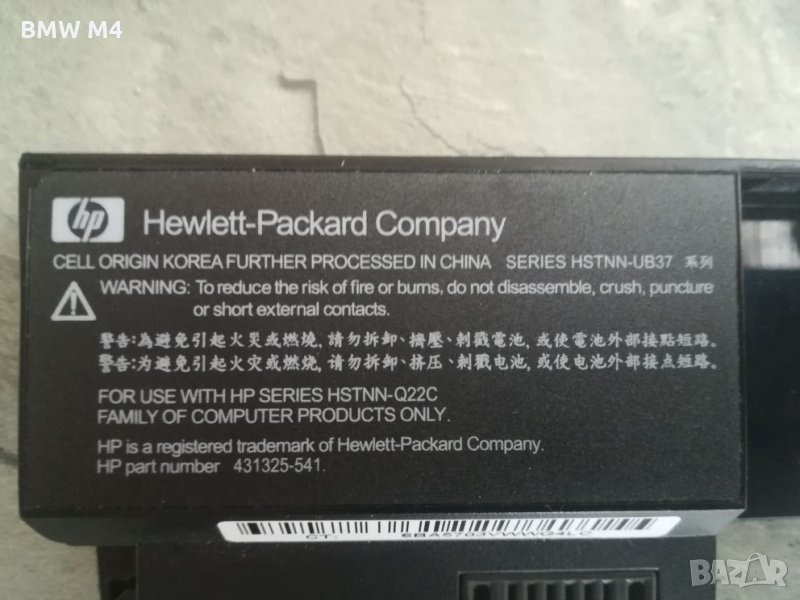 BMW M4
hp Hewlett-Packard Company
CELL ORIGIN KOREA FURTHER PROCESSED IN CHINA SERIES HSTNN-UB37 系列
WARNING: To reduce the risk of fire or burns, do not disassemble, crush, puncture
or short external contacts.
警告:為避免引起火災或燃燒, 請勿拆卸、擠壓、刺戳電池, 或使電池外部接點短路。
警告:为避免引起火灾或燃烧, 请勿拆卸、挤压、刺戳电池, 或使电池外部接点短路。
FOR USE WITH HP SERIES HSTNN-Q22C
FAMILY OF COMPUTER PRODUCTS ONLY.
HP is a registered trademark of Hewlett-Packard Company.
HP part number 431325-541.
CT:
BAZAR